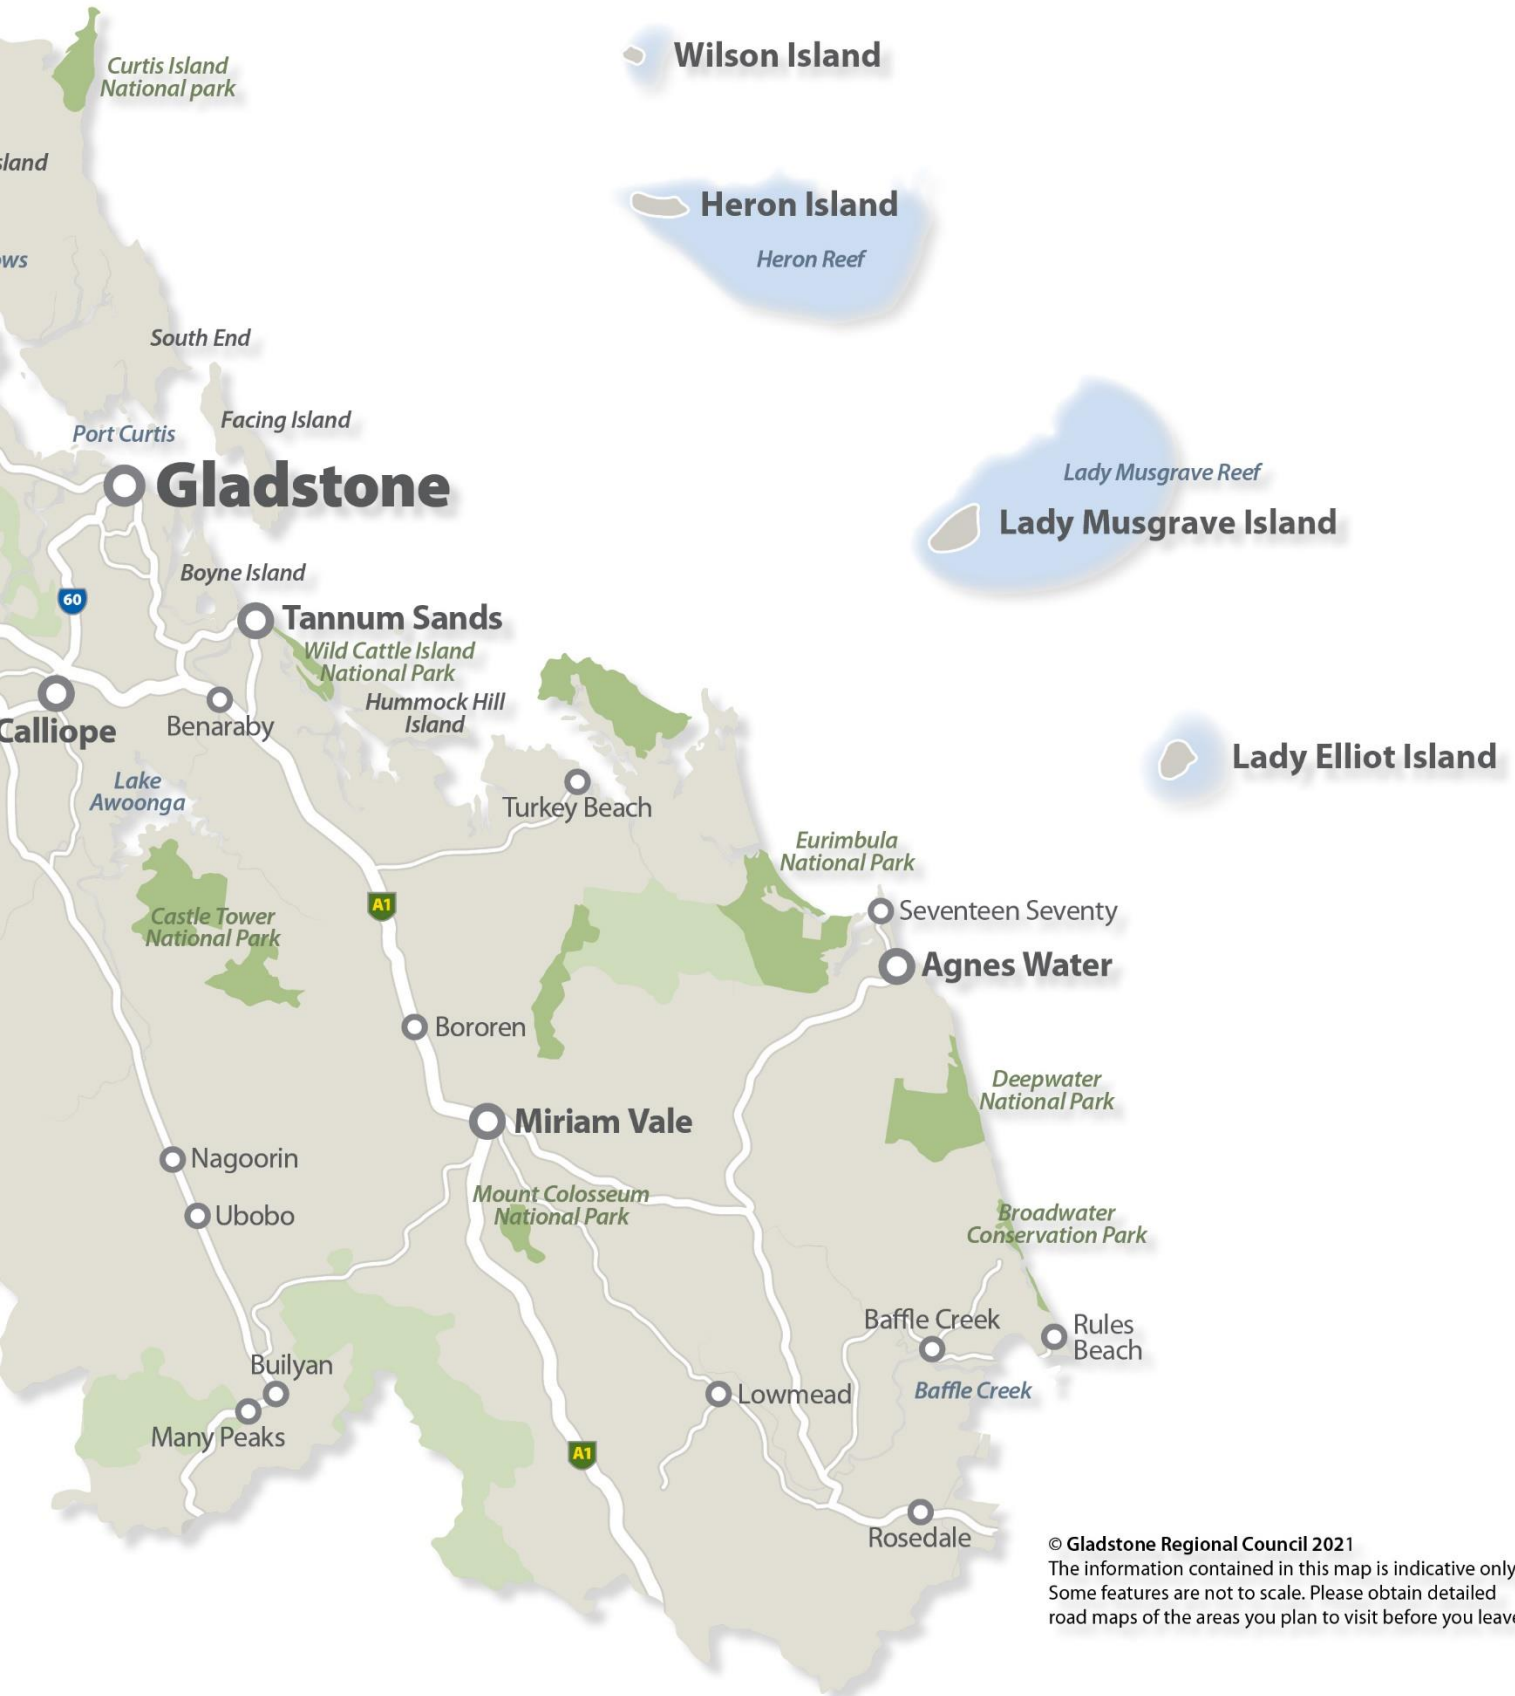 Wilson Island
Curtis Island
National park
sland
Heron Island
Heron Reef
ows
South End
Facing Island
Port Curtis
Gladstone
Lady Musgrave Reef
Lady Musgrave Island
Boyne Island
60
Tannum Sands
Wild Cattle Island
National Park
Hummock Hill
Island
Calliope
Benaraby
Lady Elliot Island
Lake
Awoonga
Turkey Beach
Eurimbula
National Park
A1
Seventeen Seventy
Castle Tower
National Park
Agnes Water
Bororen
Deepwater
National Park
Miriam Vale
Nagoorin
Mount Colosseum
National Park
Ubobo
Broadwater
Conservation Park
Baffle Creek
Rules
Beach
Builyan
Baffle Creek
Lowmead
Many Peaks
A1
Rosedale
© Gladstone Regional Council 2021
The information contained in this map is indicative only
Some features are not to scale. Please obtain detailed
road maps of the areas you plan to visit before you leave